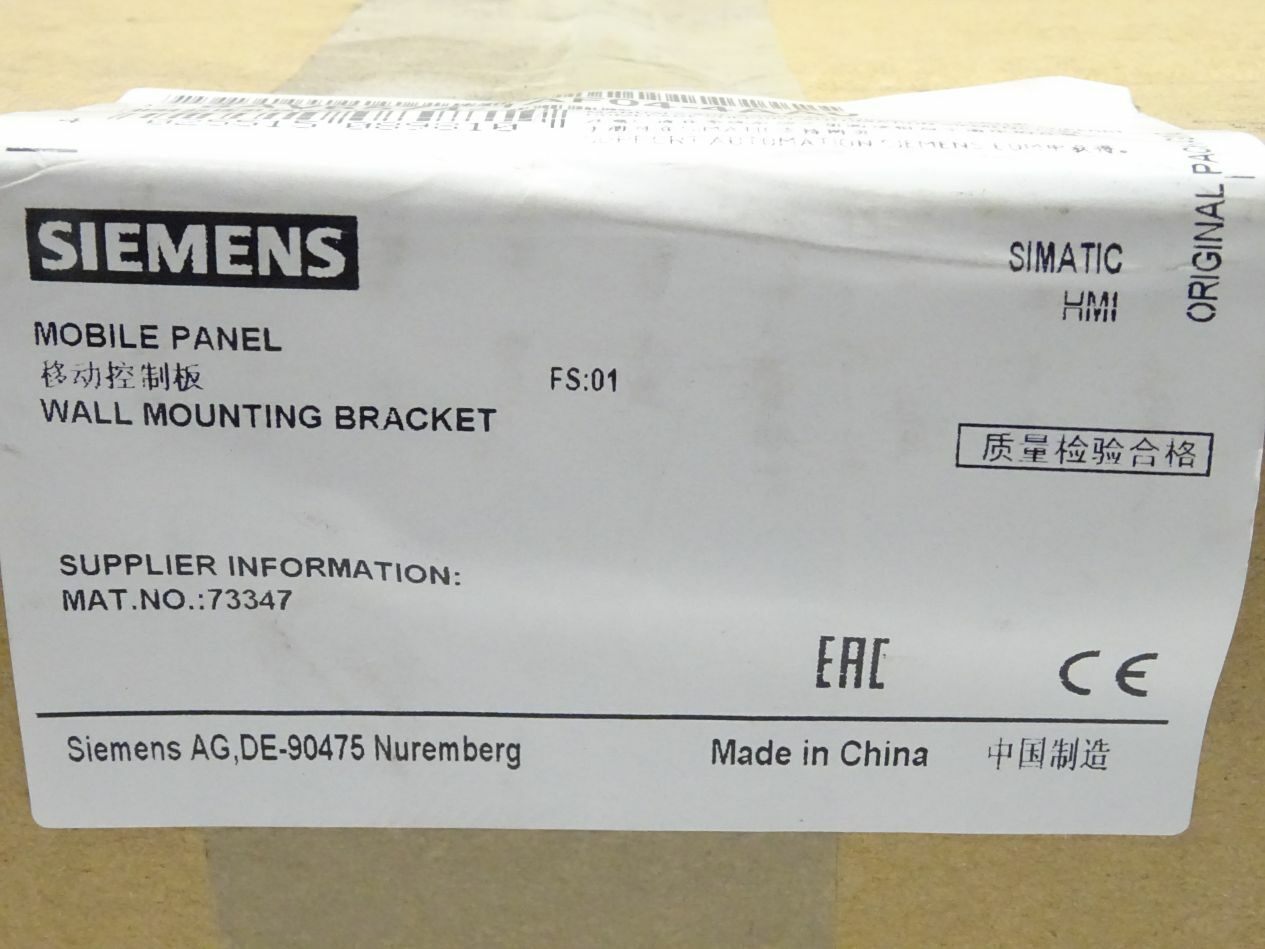 SIEMENS
SIMATIC
HMI
ORIGINAL
MOBILE PANEL
移动控制板
FS:01
WALL MOUNTING BRACKET
质量检验合格
SUPPLIER INFORMATION:
MAT.NO.:73347
EAC
CE
Siemens AG,DE-90475 Nuremberg
Made in China 中国制造